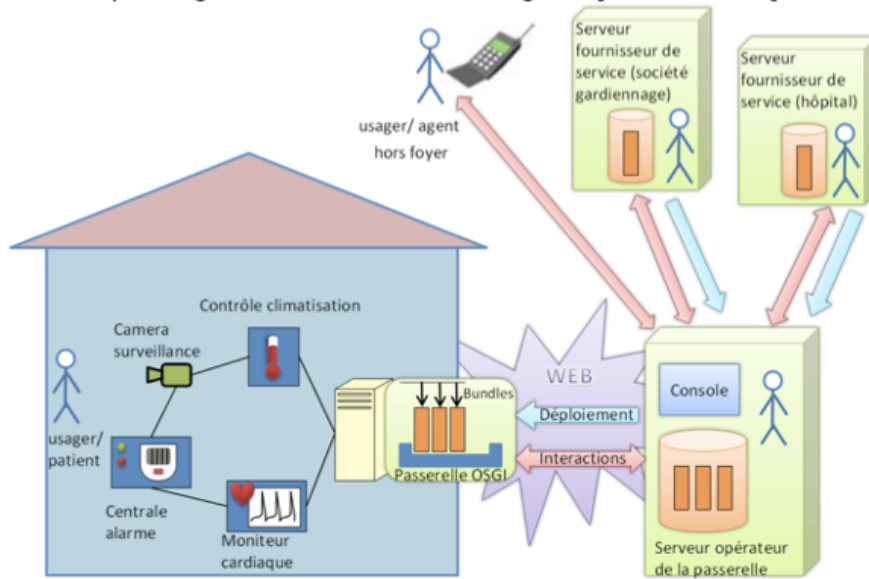 Serveur
fournisseur de
service (société
gardiennage)
Serveur
fournisseur de
service (hôpital)
usager/ agent
hors foyer
Contrôle climatisation
Camera
surveillance
usager/
patient
Centrale
alarme
Moniteur
cardiaque
Bundles
Passerelle OSGI
WEB
Déploiement
Interactions
Console
Serveur opérateur
de la passerelle